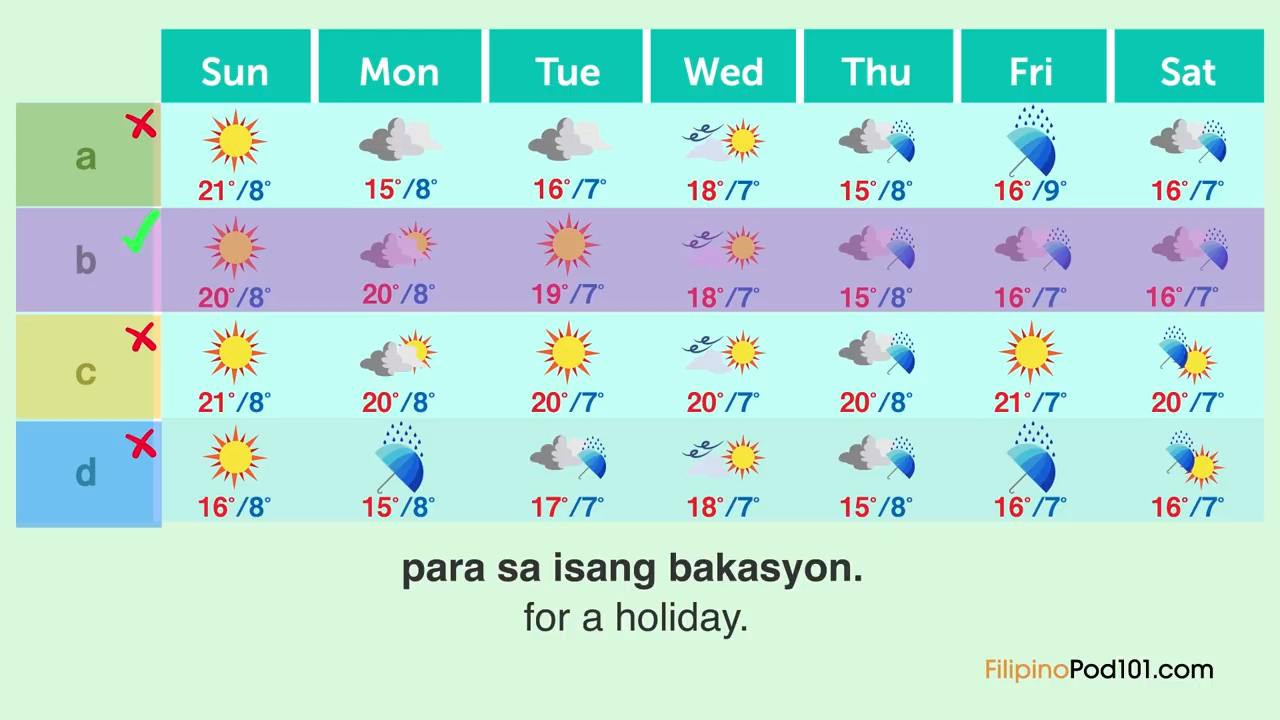 Sun Mon Tue Wed Thu Fri Sat
a
21°/8° 15°/8° 16°/7° 18°/7° 15°/8° 16°/9° 16°/7°
b
20°/8° 20°/8° 19°/7° 18°/7° 15°/8° 16°/7° 16°/7°
c
21°/8° 20°/8° 20°/7° 20°/7° 20°/8° 21°/7° 20°/7°
d
16°/8° 15°/8° 17°/7° 18°/7° 15°/8° 16°/7° 16°/7°
para sa isang bakasyon.
for a holiday.
FilipinoPod101.com